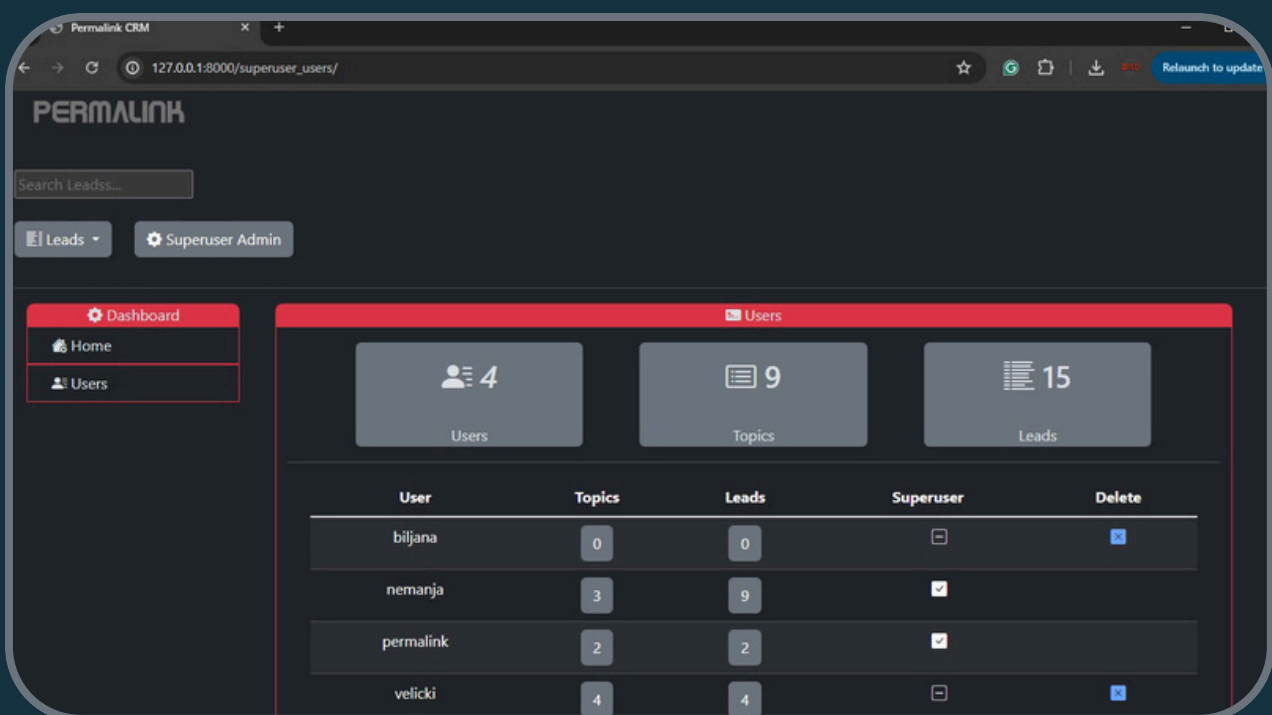 Permalink CRM
127.0.0.1:8000/superuser_users/
Relaunch to update
PERMALINK
Search Leadss...
Leads
Superuser Admin
Dashboard
Home
Users
Users
4
Users
9
Topics
15
Leads
User Topics Leads Superuser Delete
biljana 0 0
nemanja 3 9
permalink 2 2
velicki 4 4